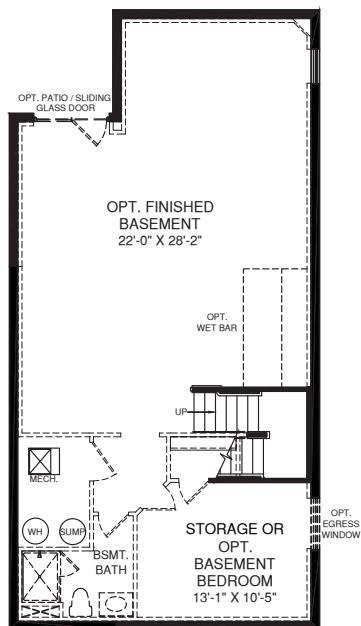 OPT. PATIO / SLIDING
GLASS DOOR
OPT. FINISHED
BASEMENT
22'-0" X 28'-2"
OPT.
WET BAR
UP
MECH.
WH
SUMP
BSMT.
BATH
STORAGE OR
OPT.
BASEMENT
BEDROOM
13'-1" X 10'-5"
OPT.
EGRESS
WINDOW